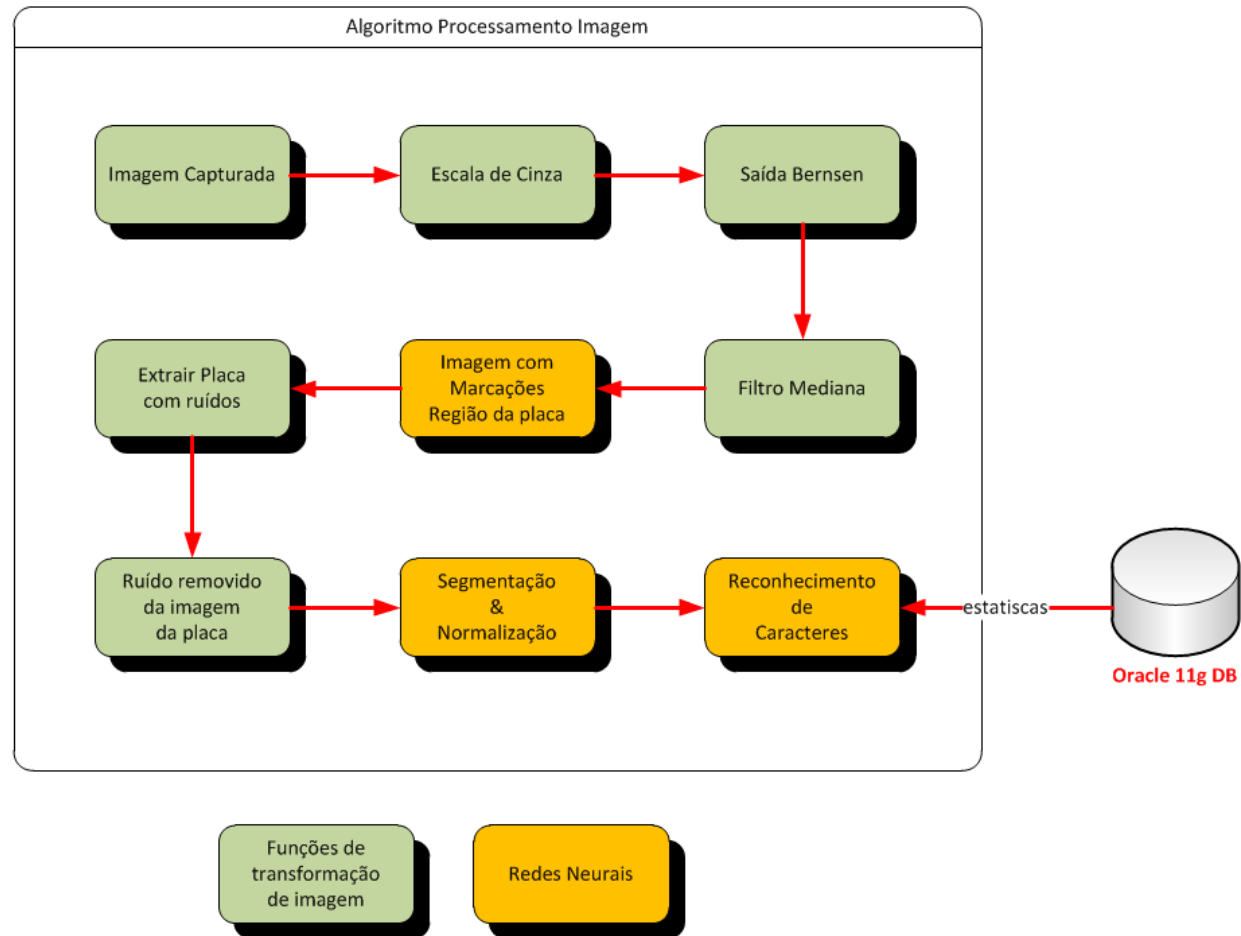 Algoritmo Processamento Imagem
Imagem Capturada
Escala de Cinza
Saída Bernsen
Extrair Placa
com ruídos
Imagem com
Marcações
Região da placa
Filtro Mediana
Ruído removido
da imagem
da placa
Segmentação
&
Normalização
Reconhecimento
de
Caracteres
estatiscas
Oracle 11g DB
Funções de
transformação
de imagem
Redes Neurais